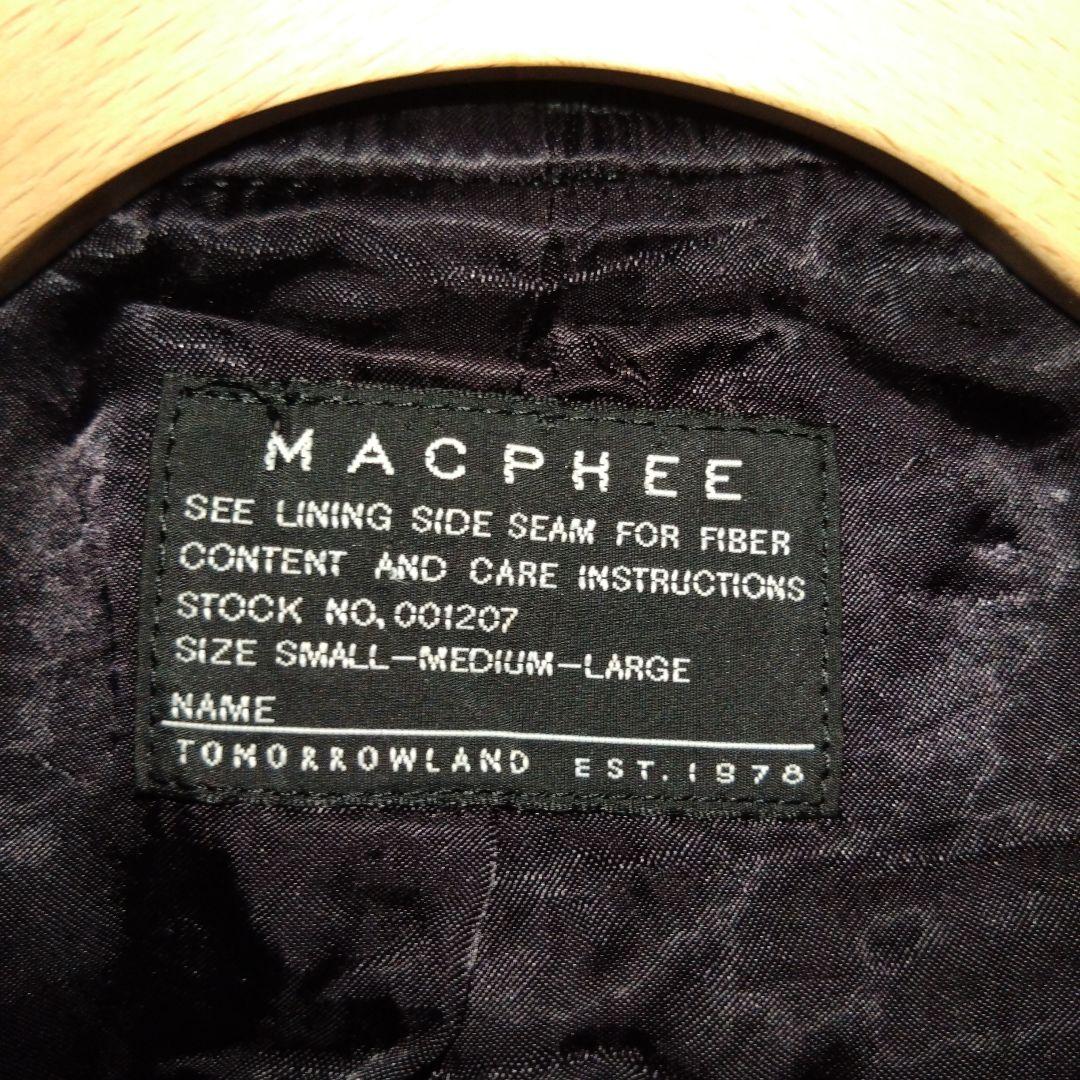 MACPHEE
SEE LINING SIDE SEAM FOR FIBER
CONTENT AND CARE INSTRUCTIONS
STOCK NO, 001207
SIZE SMALL-MEDIUM-LARGE
NAME
TOMORROWLAND EST.1978